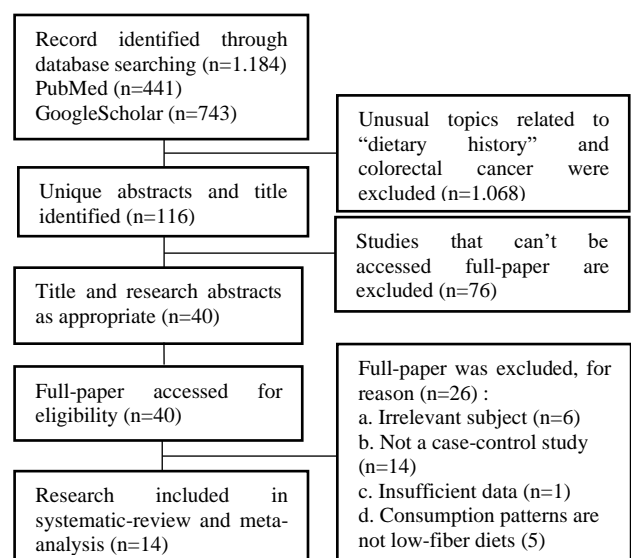 Record identified through
database searching (n=1.184)
PubMed (n=441)
GoogleScholar (n=743)
Unusual topics related to
“dietary history” and
colorectal cancer were
excluded (n=1.068)
Unique abstracts and title
identified (n=116)
Studies that can’t be
accessed full-paper are
excluded (n=76)
Title and research abstracts
as appropriate (n=40)
Full-paper was excluded, for
reason (n=26) :
a. Irrelevant subject (n=6)
b. Not a case-control study
(n=14)
c. Insufficient data (n=1)
d. Consumption patterns are
not low-fiber diets (5)
Full-paper accessed for
eligibility (n=40)
Research included in
systematic-review and meta-
analysis (n=14)